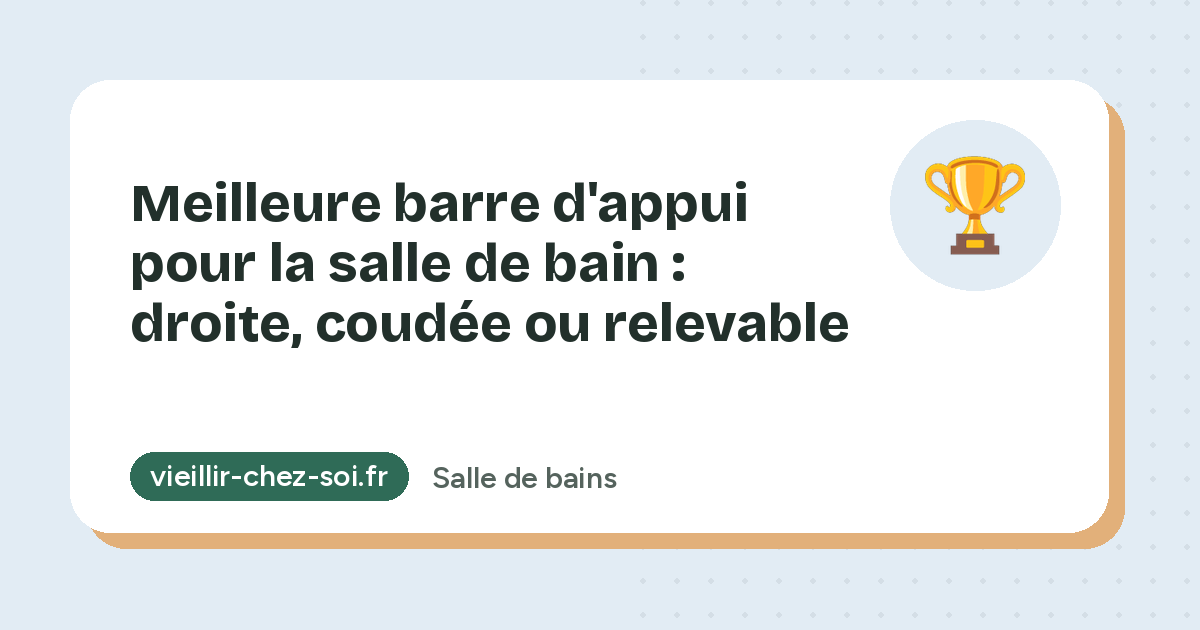 Meilleure barre d'appui
pour la salle de bain :
droite, coudée ou relevable
vieillir-chez-soi.fr
Salle de bains